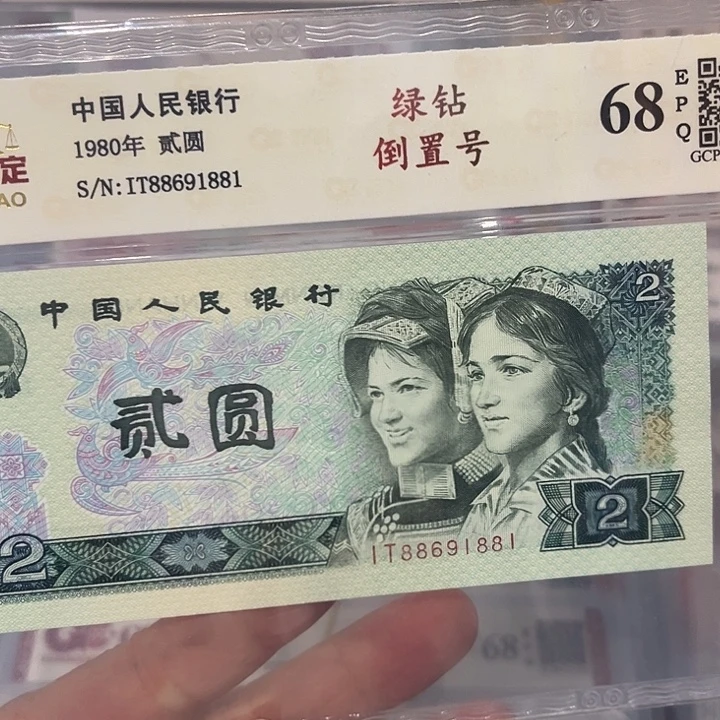 中国人民银行
1980年 贰圆
S/N:IT88691881
定
AO
绿钻
倒置号
68
EPQ
GCP
中国人民银行
贰圆
2
2
2
IT88691881
68